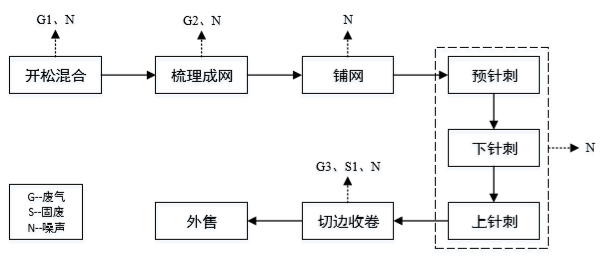 G1、N
G2、N
N
开松混合
梳理成网
铺网
预针刺
下针刺
N
G3、S1、N
上针刺
切边收卷
外售
G--废气
S--固废
N--噪声